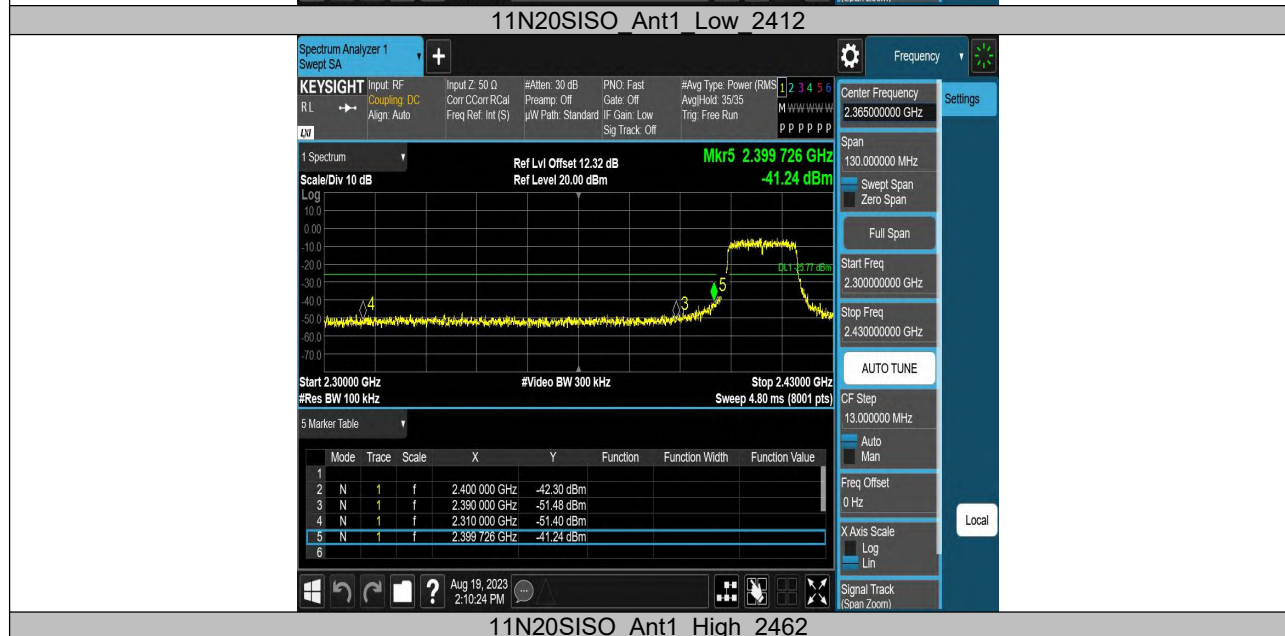 11N20SISO_Ant1_Low_2412
Spectrum Analyzer 1
Swept SA
+
Frequency
KEYSIGHT
RL
LXI
Input: RF
Coupling: DC
Align: Auto
Input Z: 50 Ω
Corr CCorr RCal
Freq Ref: Int (S)
#Atten: 30 dB
Preamp: Off
µW Path: Standard
PNO: Fast
Gate: Off
IF Gain: Low
Sig Track: Off
#Avg Type: Power (RMS
Avg|Hold: 35/35
Trig: Free Run
1 2 3 4 5 6
M W W W W W
P P P P P P
Center Frequency
2.365000000 GHz
Settings
Span
130.000000 MHz
Swept Span
Zero Span
Full Span
Start Freq
2.300000000 GHz
Stop Freq
2.430000000 GHz
AUTO TUNE
CF Step
13.000000 MHz
Auto
Man
Freq Offset
0 Hz
X Axis Scale
Log
Lin
Signal Track
(Span Zoom)
Local
1 Spectrum
Scale/Div 10 dB
Log
Ref Lvl Offset 12.32 dB
Ref Level 20.00 dBm
Mkr5 2.399 726 GHz
-41.24 dBm
10.0
0.00
-10.0
-20.0
-30.0
-40.0
-50.0
-60.0
-70.0
DL1 -25.77 dBm
4
3
5
Start 2.30000 GHz
#Res BW 100 kHz
#Video BW 300 kHz
Stop 2.43000 GHz
Sweep 4.80 ms (8001 pts)
5 Marker Table
Mode Trace Scale X Y Function Function Width Function Value
1
2 N 1 f 2.400 000 GHz -42.30 dBm
3 N 1 f 2.390 000 GHz -51.48 dBm
4 N 1 f 2.310 000 GHz -51.40 dBm
5 N 1 f 2.399 726 GHz -41.24 dBm
6
?
Aug 19, 2023
2:10:24 PM
11N20SISO_Ant1_High_2462